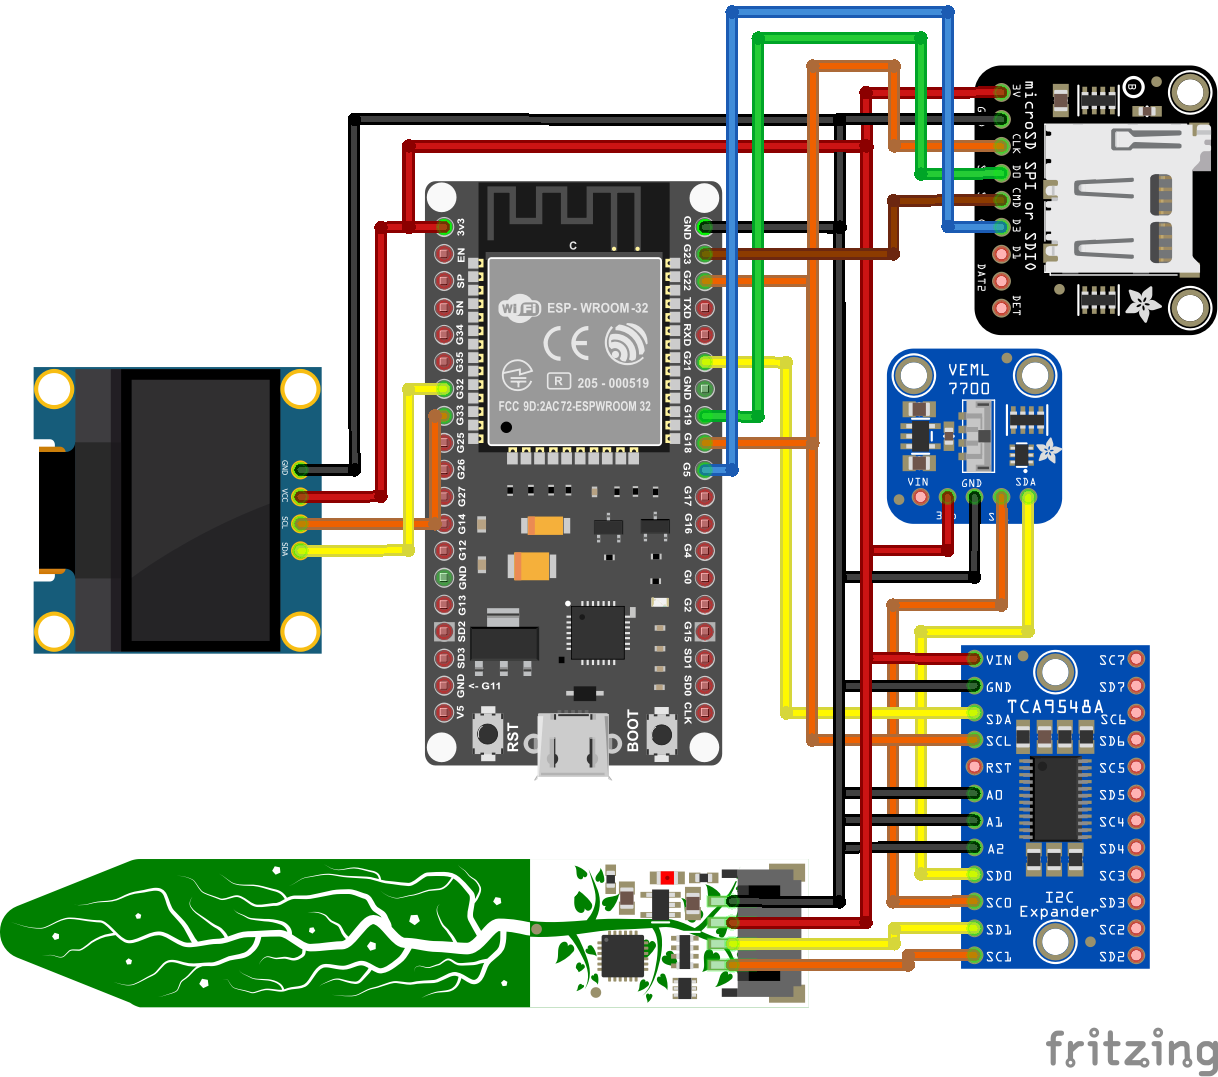 3V
CLK
D0
CMD
D3
D1
DAT2
DET
microSD SPI or SDIO
B
3V3
EN
SP
SN
G34
G35
G32
G33
G25
G26
G27
G14
G12
GND
G13
SD2
SD3
GND
V5
<- G11
C
WiFi
ESP-WROOM-32
CE
R
205-000519
FCC 9D:2AC72-ESPWROOM 32
GND
G23
G22
TXD
RXD
G21
GND
G19
G18
G5
G17
G16
G4
G0
G2
G15
SD1
SD0
CLK
RST
BOOT
GND
VCC
SCL
SDA
VEML
7700
VIN
GND
SDA
VIN
GND
SDA
SCL
RST
A0
A1
A2
SD0
SC0
SD1
SC1
TCA9548A
I2C
Expander
SC7
SD7
SC6
SD6
SC5
SD5
SC4
SD4
SC3
SD3
SC2
SD2
fritzing